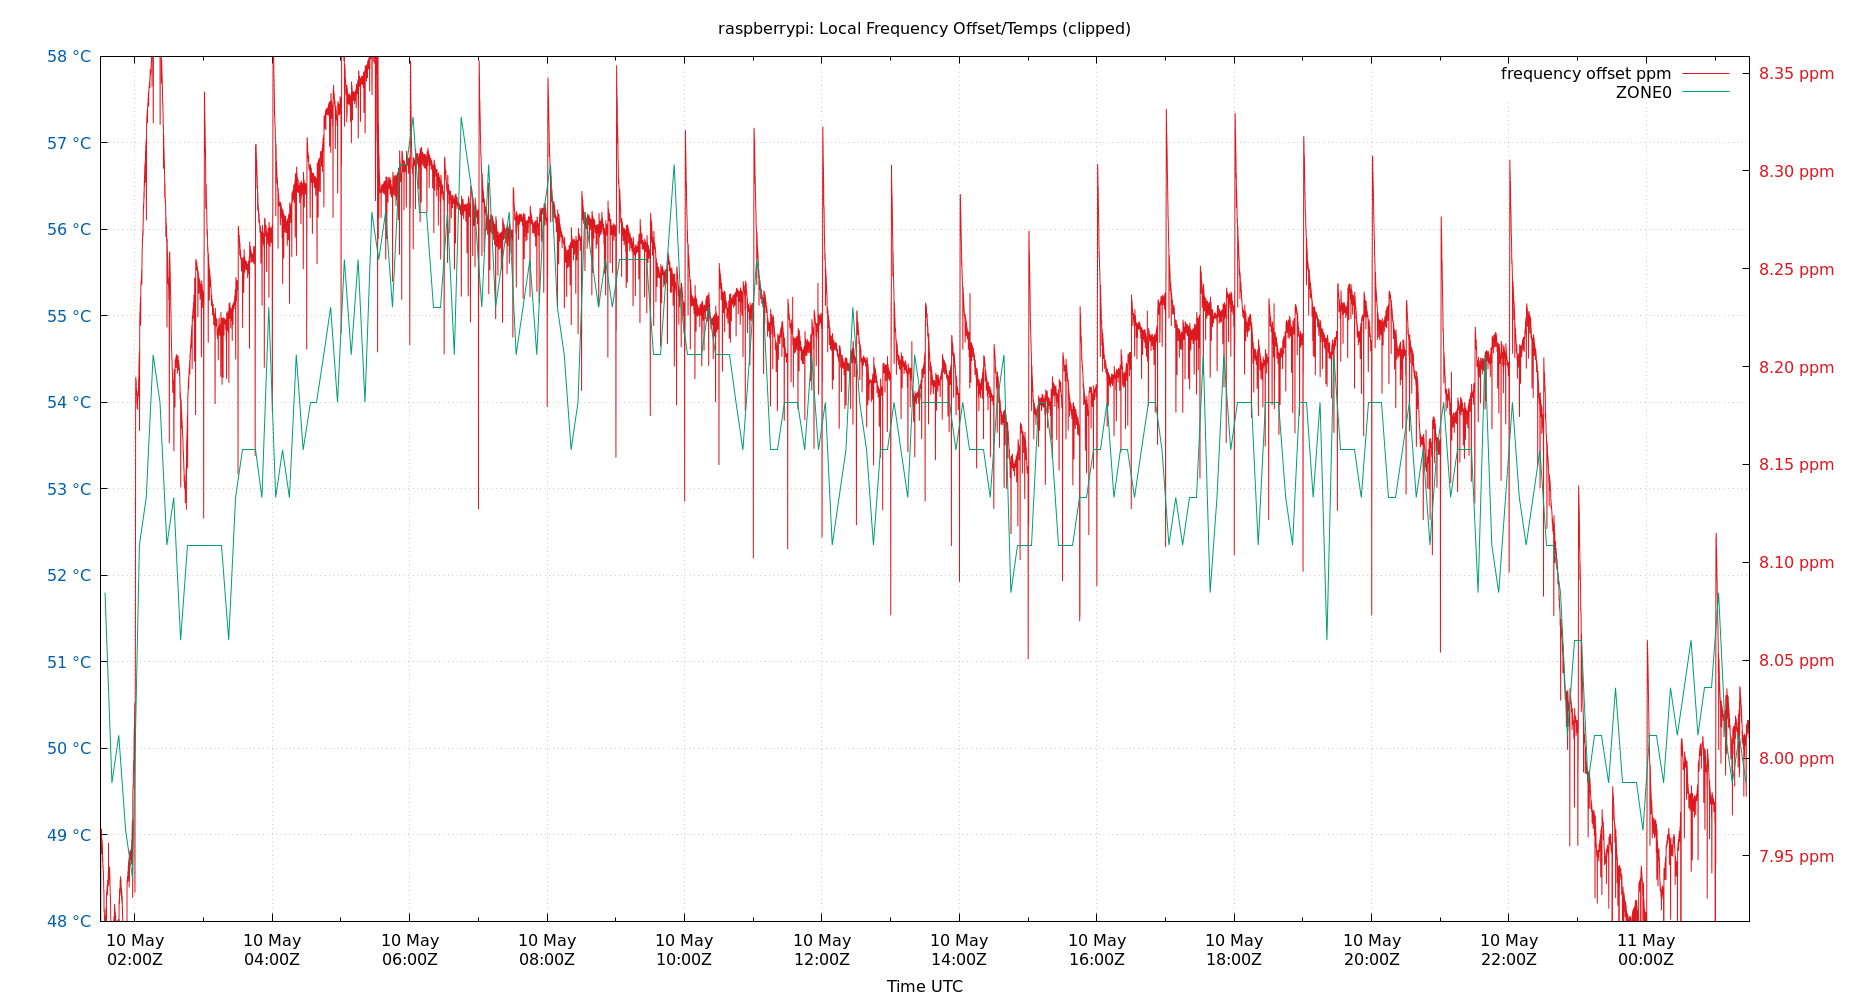 raspberrypi: Local Frequency Offset/Temps (clipped)
frequency offset ppm
ZONE0
58 °C
57 °C
56 °C
55 °C
54 °C
53 °C
52 °C
51 °C
50 °C
49 °C
48 °C
8.35 ppm
8.30 ppm
8.25 ppm
8.20 ppm
8.15 ppm
8.10 ppm
8.05 ppm
8.00 ppm
7.95 ppm
10 May 10 May 10 May 10 May 10 May 10 May 10 May 10 May 10 May 10 May 10 May 11 May
02:00Z 04:00Z 06:00Z 08:00Z 10:00Z 12:00Z 14:00Z 16:00Z 18:00Z 20:00Z 22:00Z 00:00Z
Time UTC